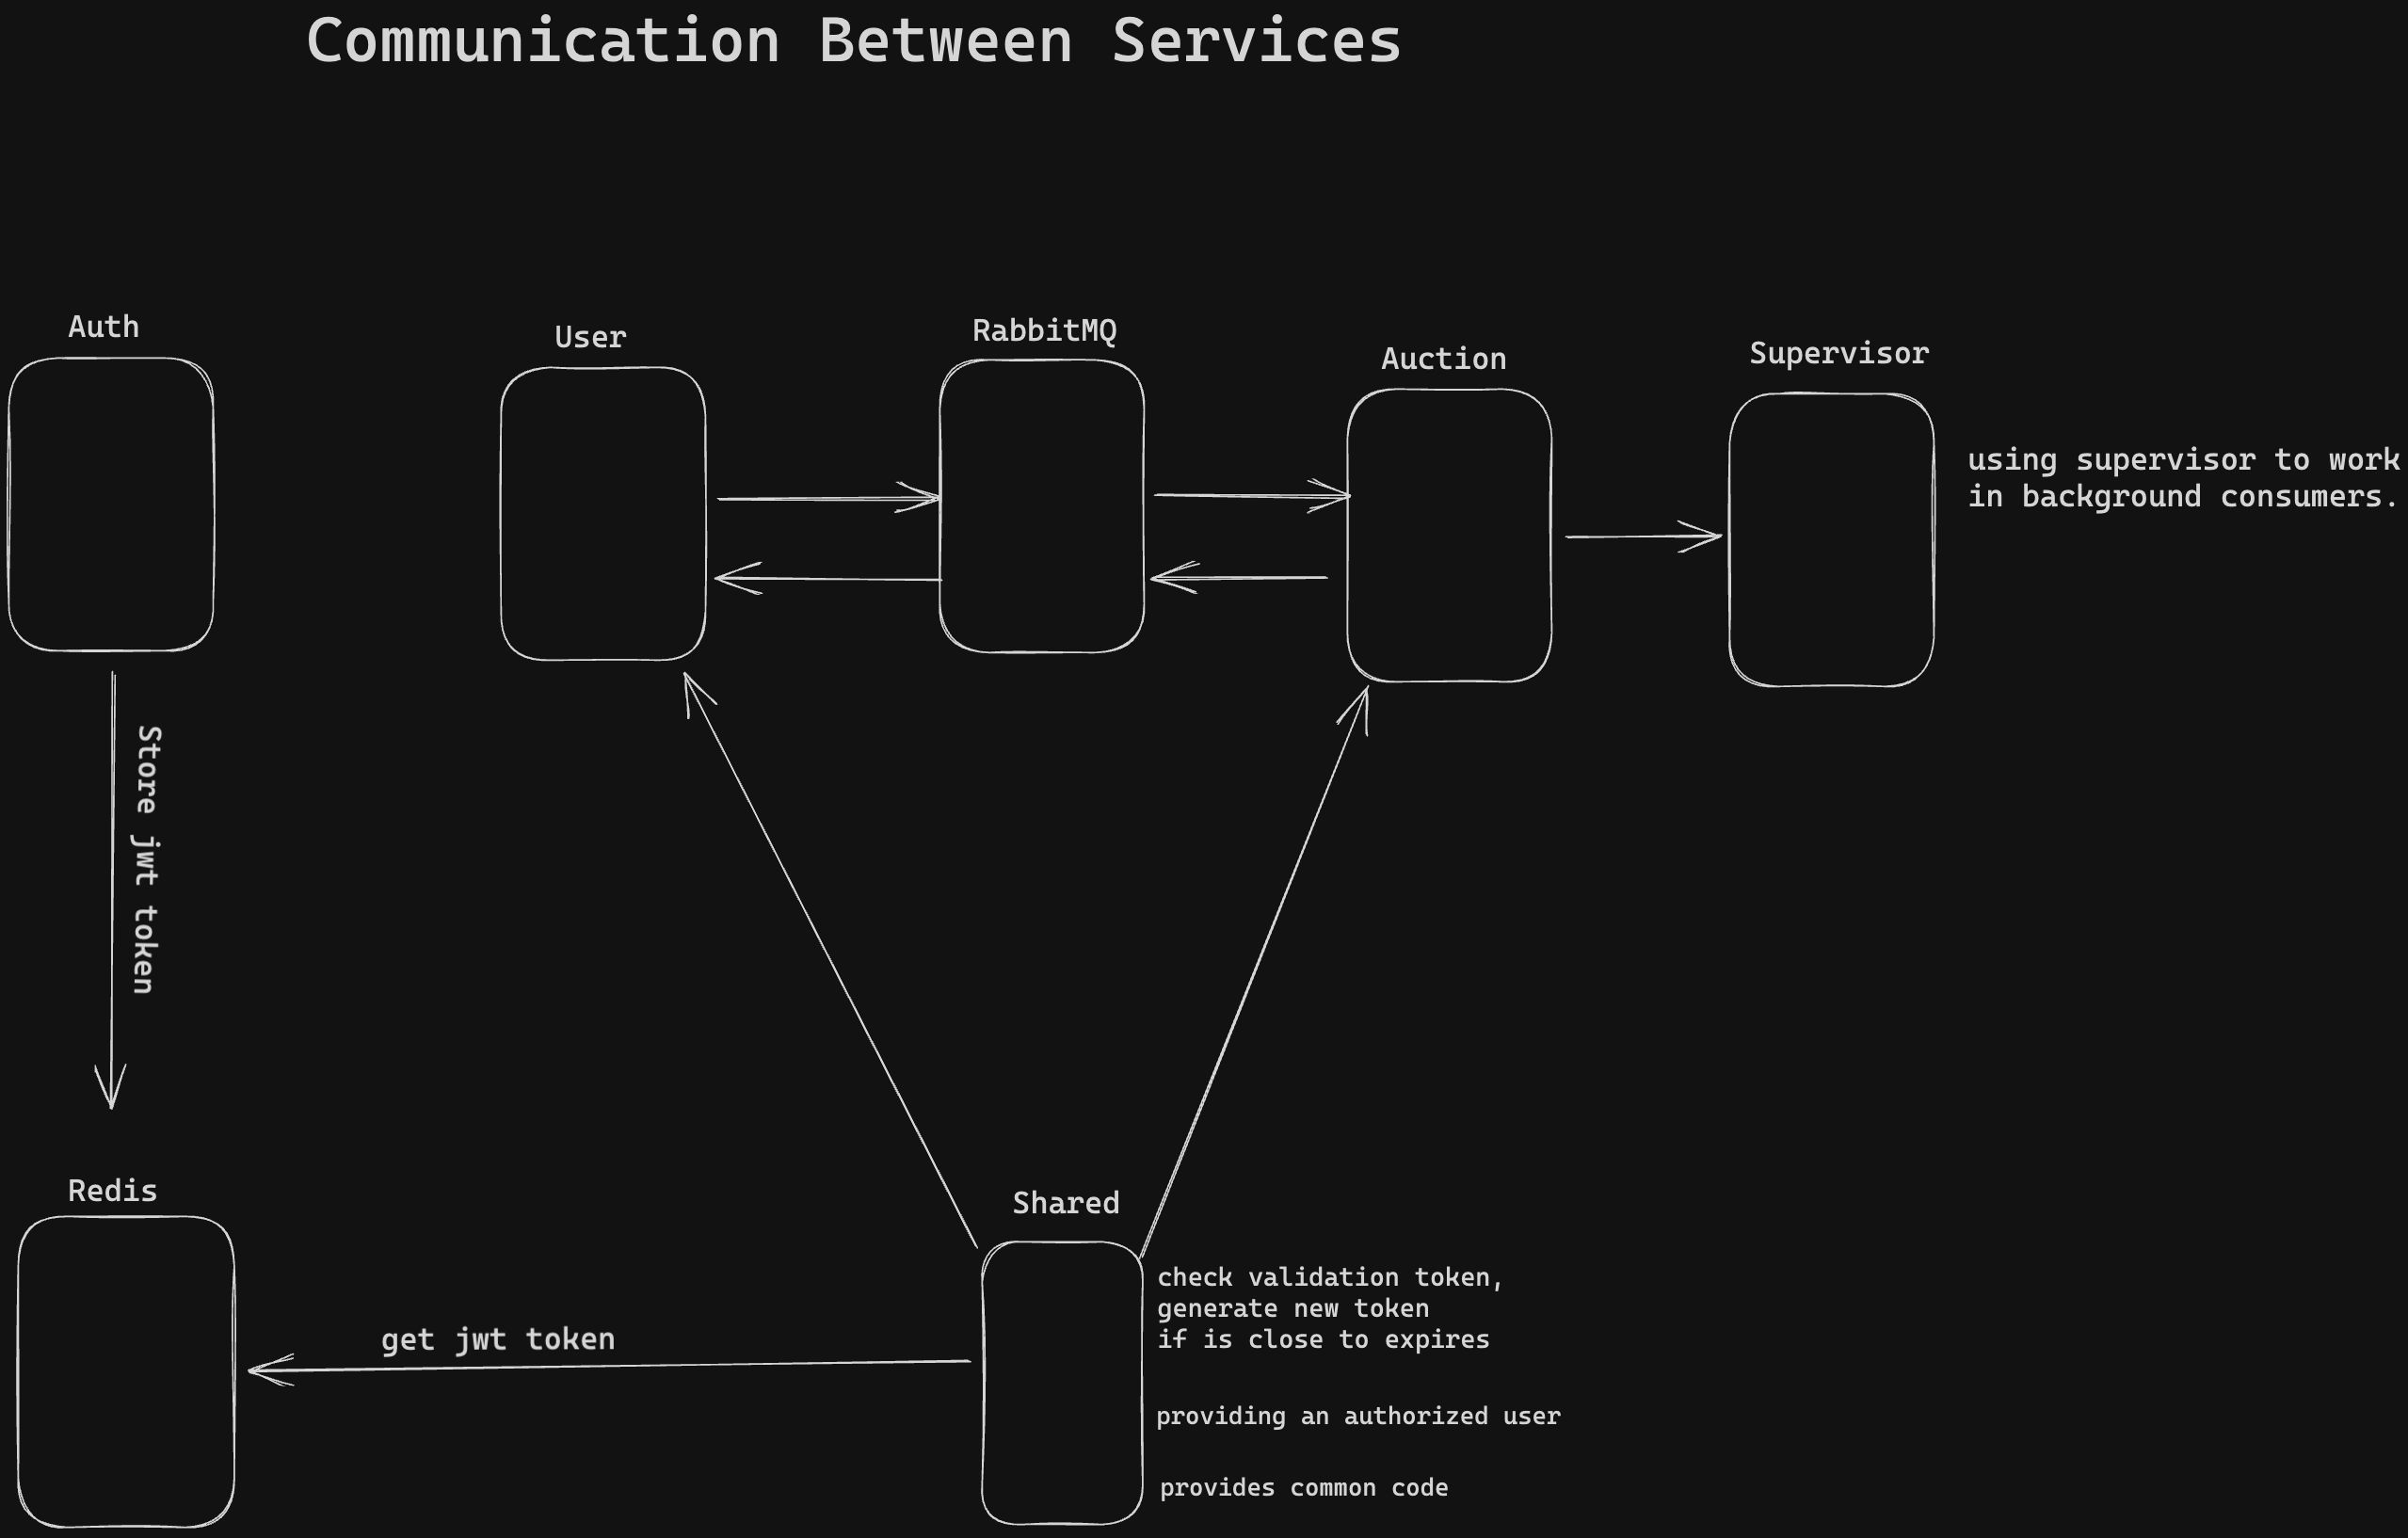 Communication Between Services
Auth
User
RabbitMQ
Auction
Supervisor
using supervisor to work
in background consumers.
Store jwt token
Redis
Shared
get jwt token
check validation token,
generate new token
if is close to expires
providing an authorized user
provides common code